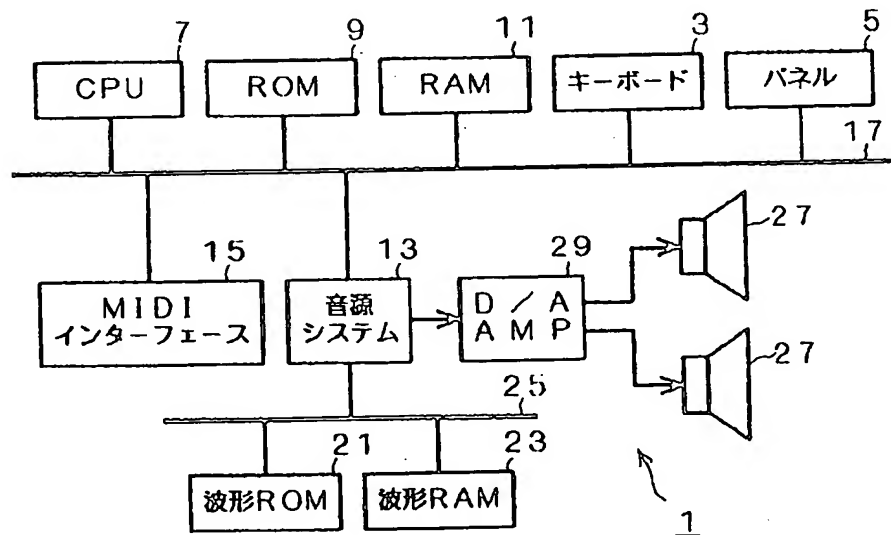 7
9
11
3
5
CPU
ROM
RAM
キーボード
パネル
17
15
13
29
27
MIDI
インターフェース
音源
システム
D/A
AMP
27
25
21
23
波形ROM
波形RAM
1